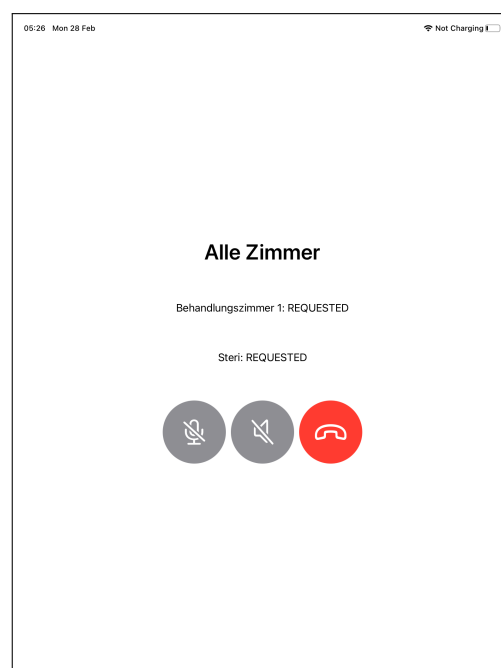 05:26 Mon 28 Feb Not Charging
Alle Zimmer
Behandlungszimmer 1: REQUESTED
Steri: REQUESTED